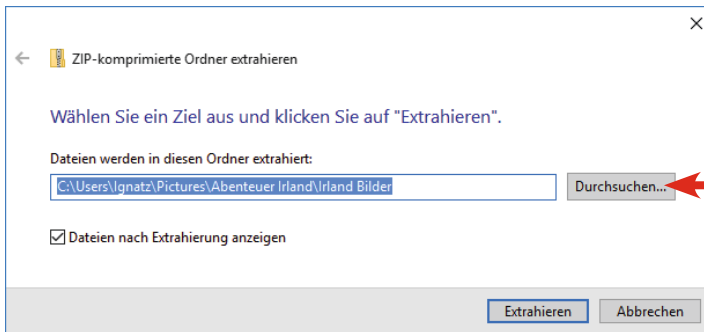 ZIP-komprimierte Ordner extrahieren
Wählen Sie ein Ziel aus und klicken Sie auf "Extrahieren".
Dateien werden in diesen Ordner extrahiert:
C:\Users\Ignatz\Pictures\Abenteuer Irland\Irland Bilder
Durchsuchen...
Dateien nach Extrahierung anzeigen
Extrahieren
Abbrechen